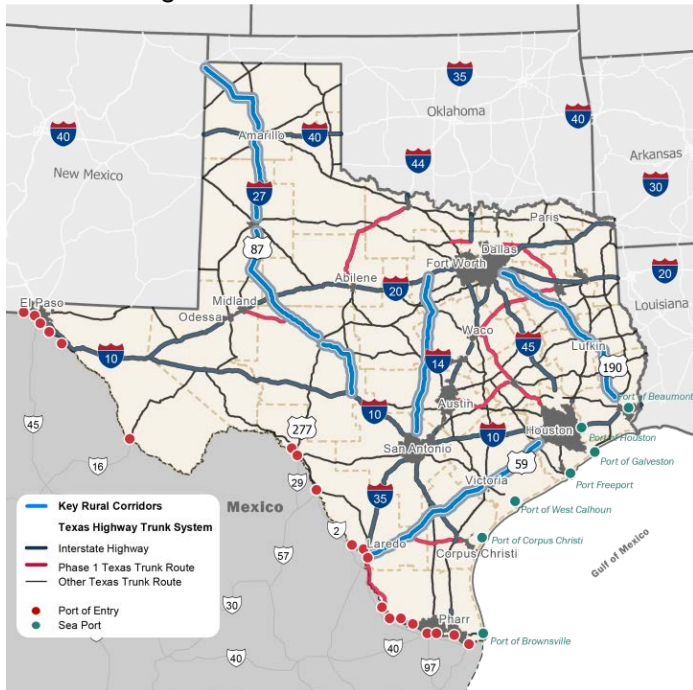 35
40
Oklahoma
40
Amarillo
40
44
Arkansas
New Mexico
30
27
Paris
87
Dallas
Fort Worth
20
Abilene
20
Midland
Louisiana
El Paso
Odessa
Waco
45
Lufkin
14
10
190
Austin
Port of Beaumont
45
10
Houston
277
10
Port of Houston
San Antonio
59
16
Port of Galveston
29
Victoria
Port Freeport
35
Mexico
Port of West Calhoun
Key Rural Corridors
Texas Highway Trunk System
Interstate Highway
Phase 1 Texas Trunk Route
Other Texas Trunk Route
Port of Entry
Sea Port
2
Laredo
Port of Corpus Christi
57
Corpus Christi
Gulf of Mexico
30
Pharr
40
40
97
Port of Brownsville